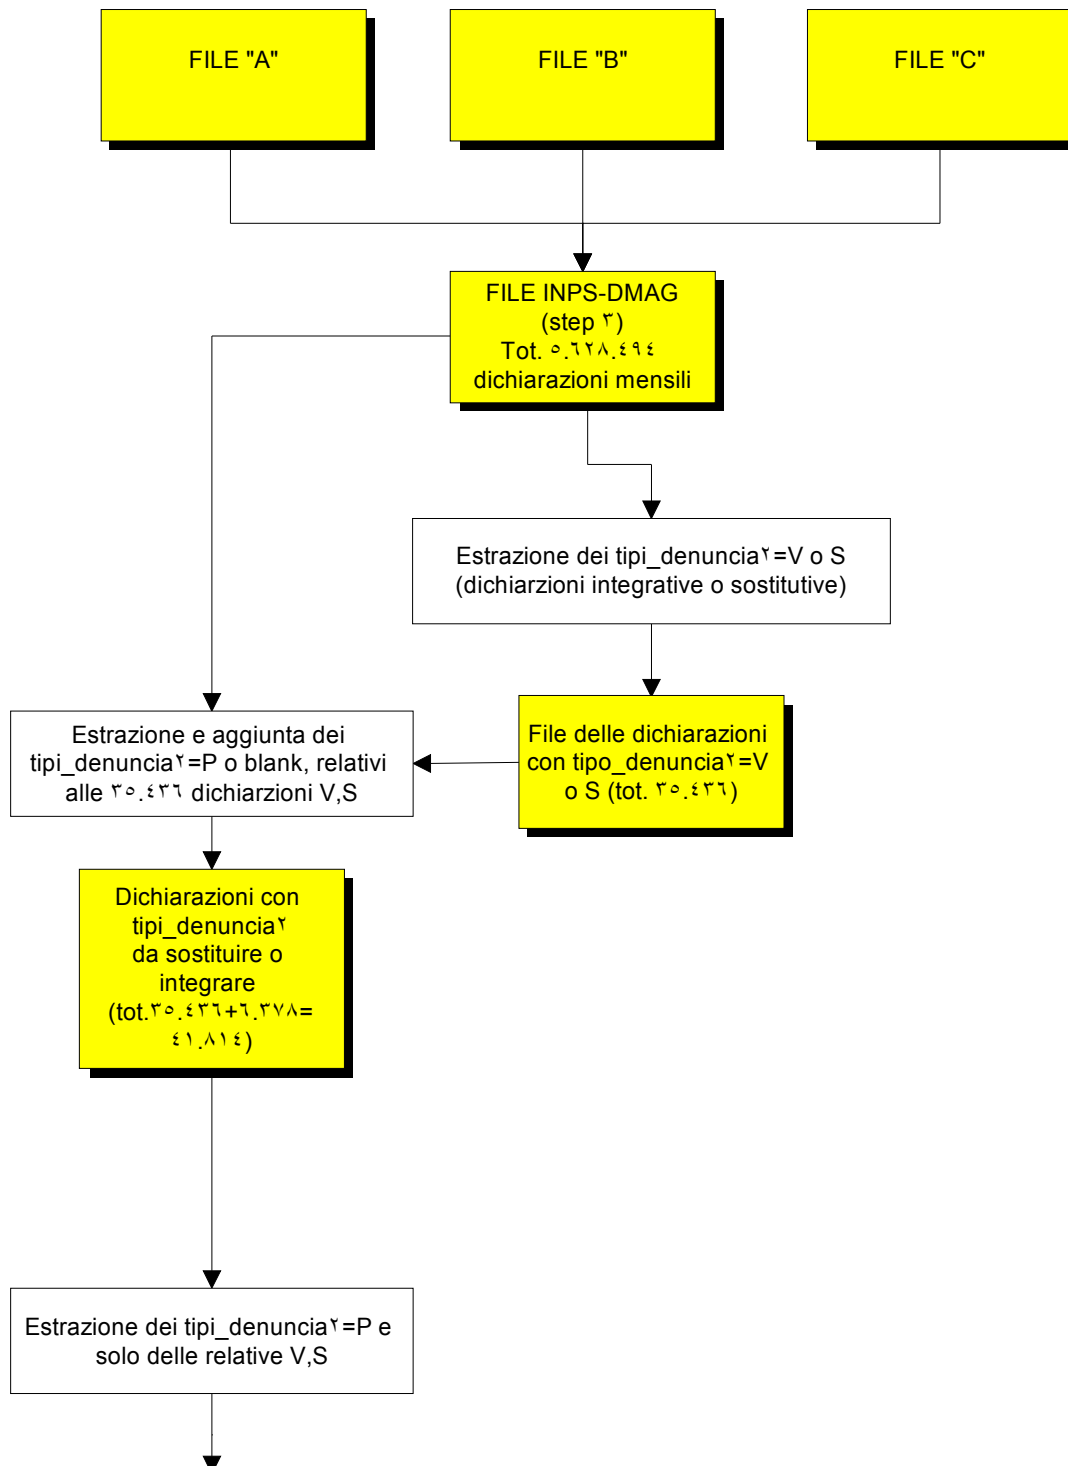 FILE "A"
FILE "B"
FILE "C"
FILE INPS-DMAG
(step ٣)
Tot. ٥.٦٢٨.٤٩٤
dichiarazioni mensili
Estrazione dei tipi_denuncia٢=V o S
(dichiarzioni integrative o sostitutive)
File delle dichiarazioni
con tipo_denuncia٢=V
o S (tot. ٣٥.٤٣٦)
Estrazione e aggiunta dei
tipi_denuncia٢=P o blank, relativi
alle ٣٥.٤٣٦ dichiarzioni V,S
Dichiarazioni con
tipi_denuncia٢
da sostituire o
integrare
(tot.٣٥.٤٣٦+٦.٣٧٨=
٤١.٨١٤)
Estrazione dei tipi_denuncia٢=P e
solo delle relative V,S